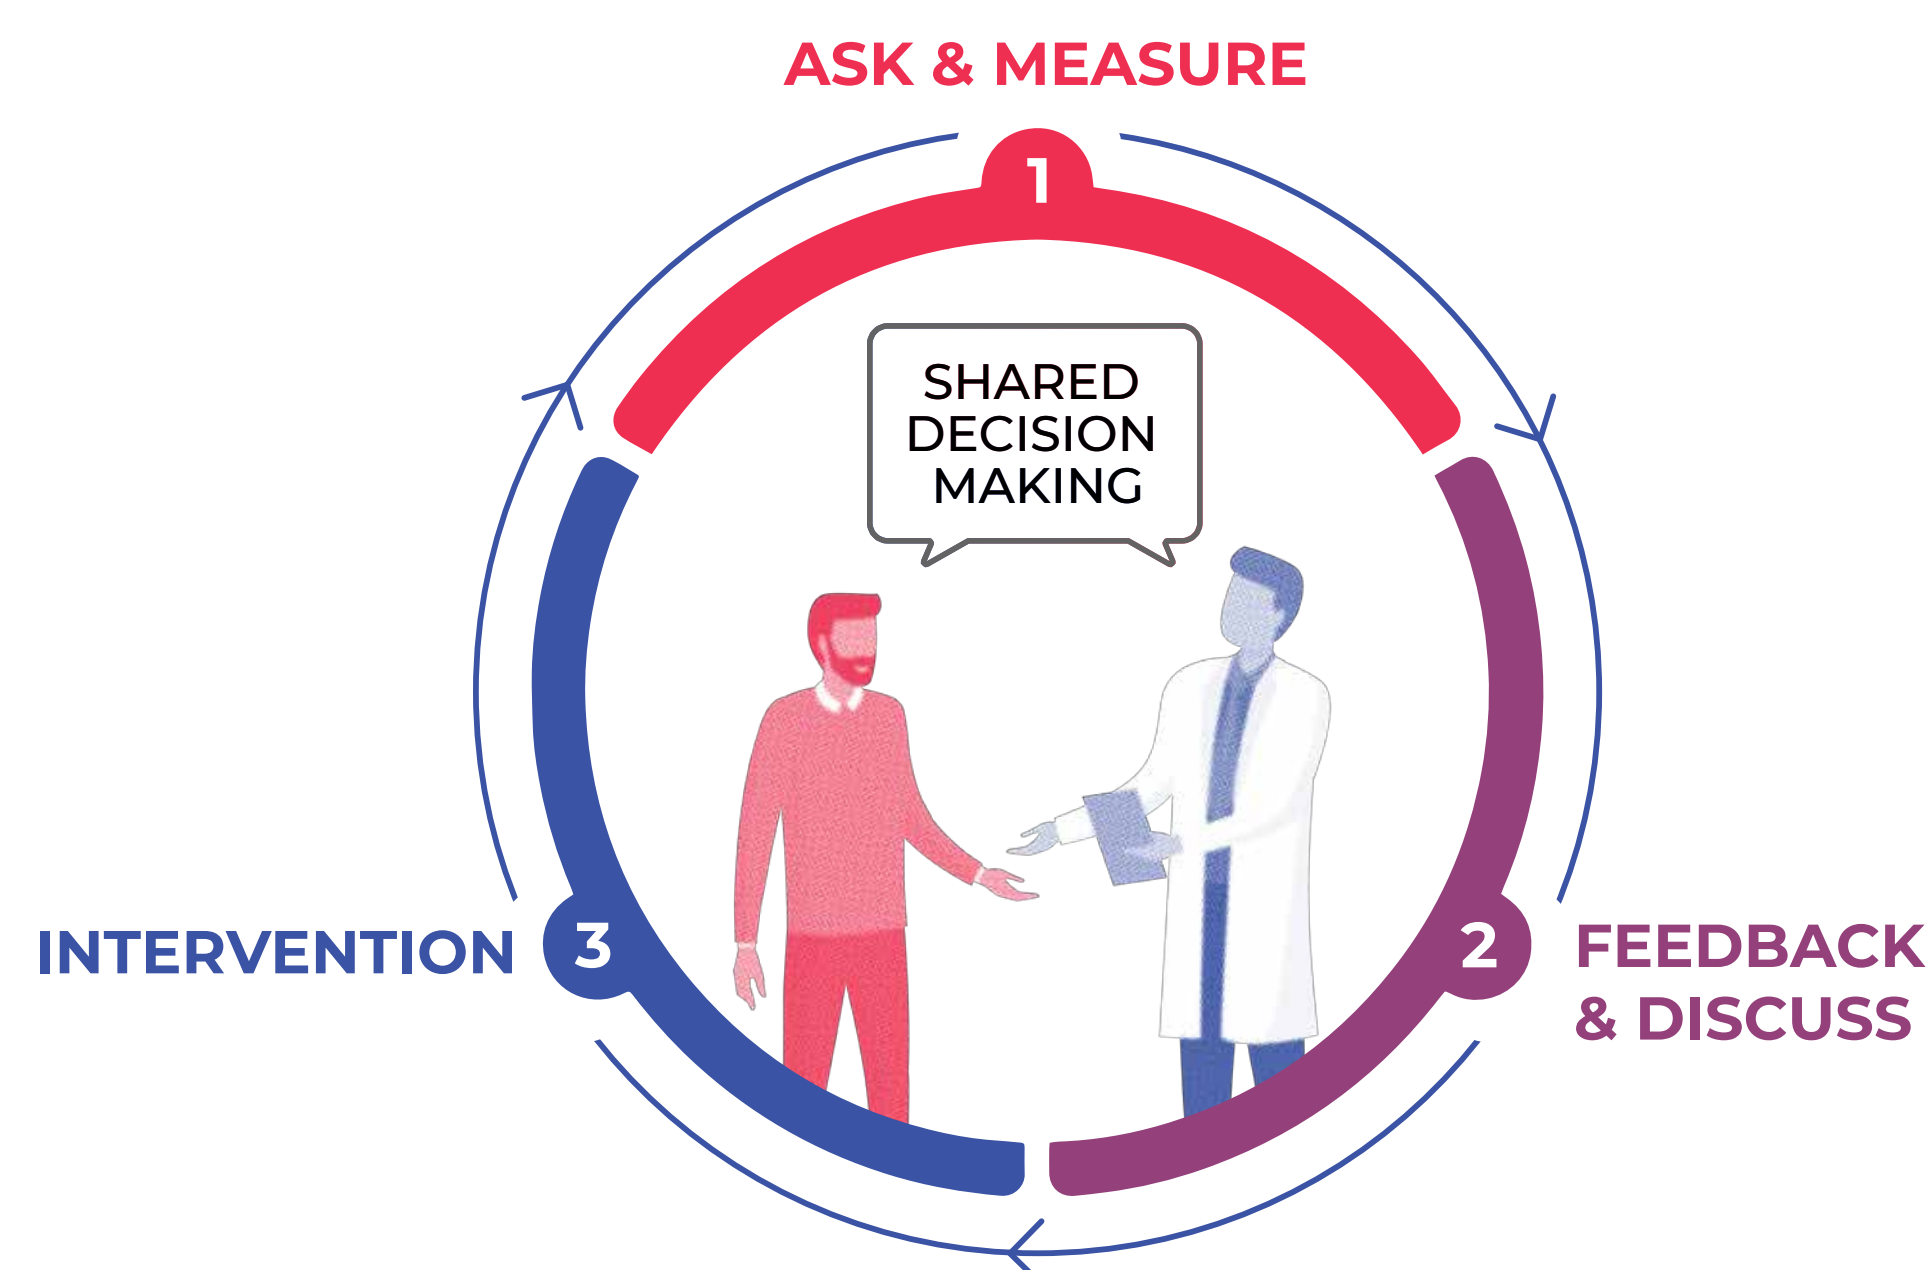 ASK & MEASURE
1
SHARED
DECISION
MAKING
INTERVENTION
3
2
FEEDBACK
& DISCUSS